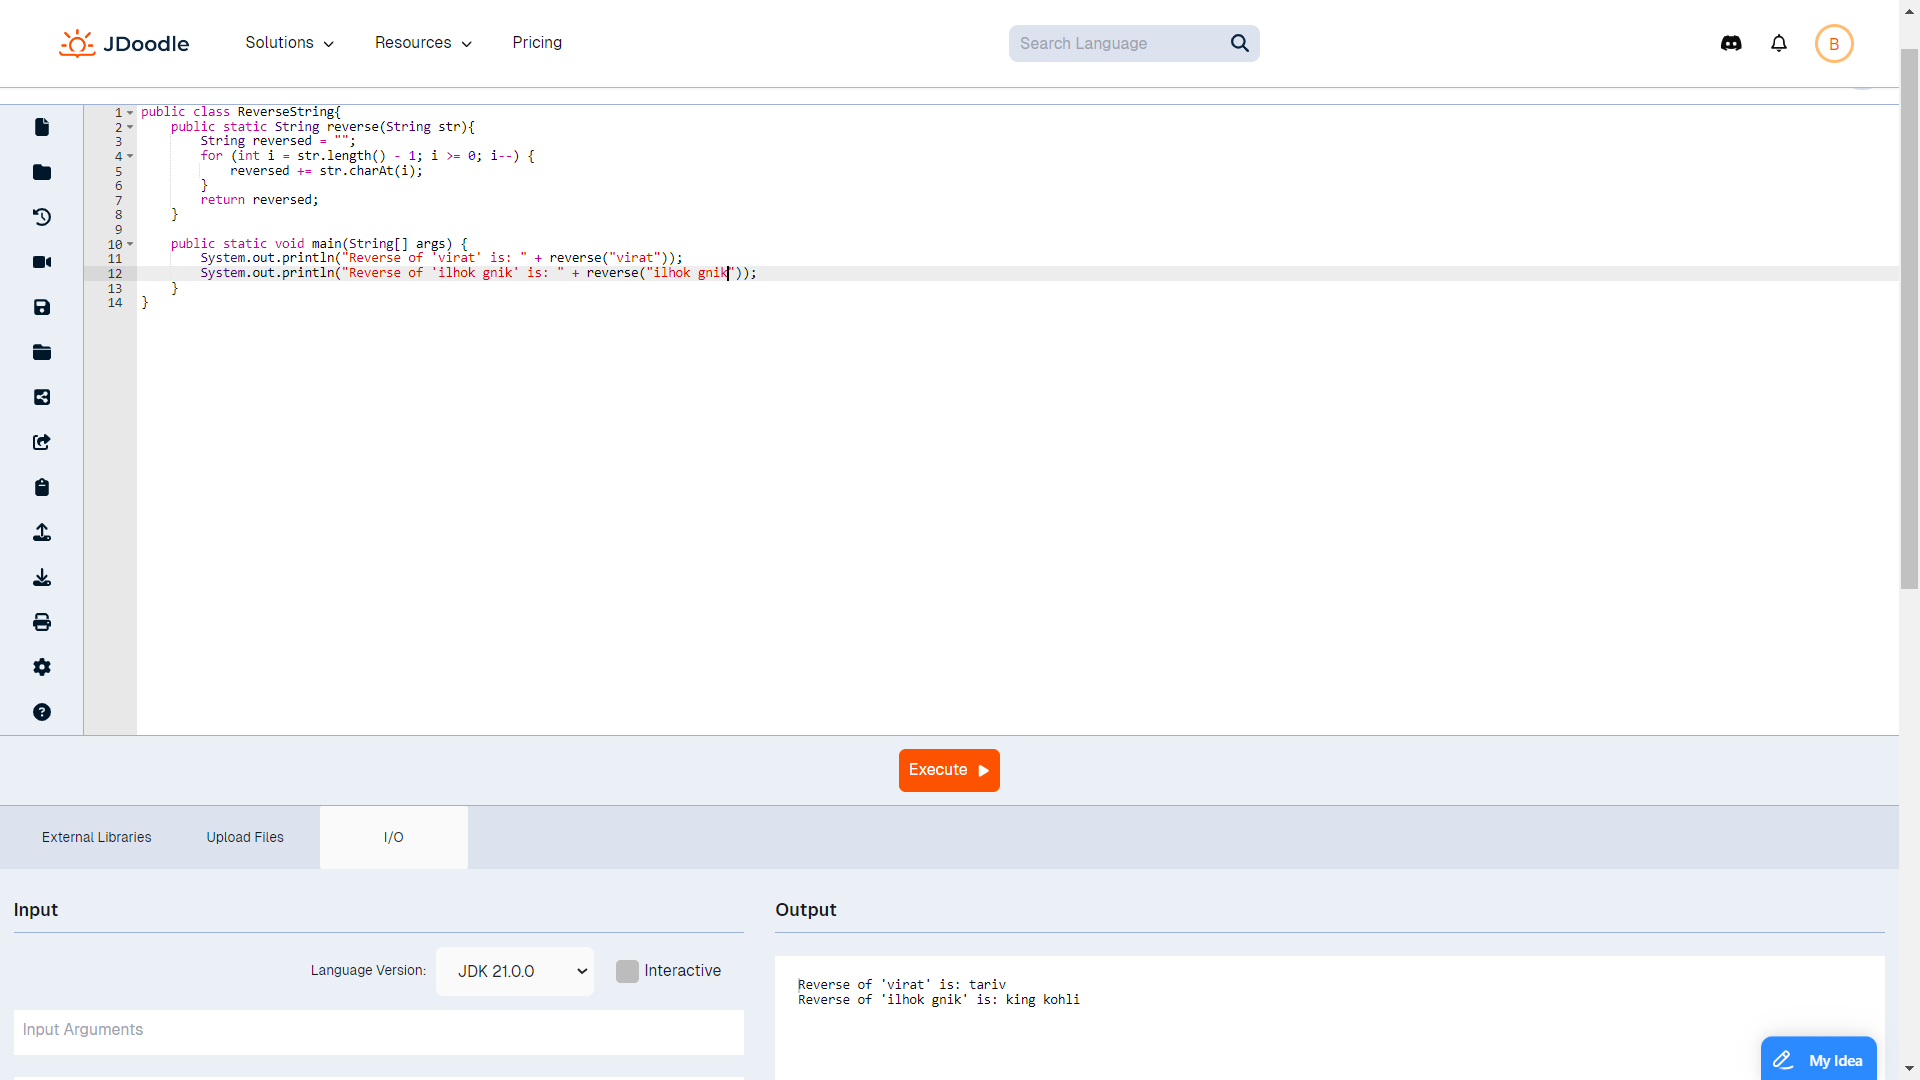 JDoodle Solutions Resources Pricing Search Language B
1 public class ReverseString{
2     public static String reverse(String str){
3         String reversed = "";
4         for (int i = str.length() - 1; i >= 0; i--) {
5             reversed += str.charAt(i);
6         }
7         return reversed;
8     }
9
10     public static void main(String[] args) {
11         System.out.println("Reverse of 'virat' is: " + reverse("virat"));
12         System.out.println("Reverse of 'ilhok gnik' is: " + reverse("ilhok gnik"));
13     }
14 }
Execute
External Libraries Upload Files I/O
Input
Language Version: JDK 21.0.0 Interactive
Input Arguments
Output
Reverse of 'virat' is: tariv
Reverse of 'ilhok gnik' is: king kohli
My Idea